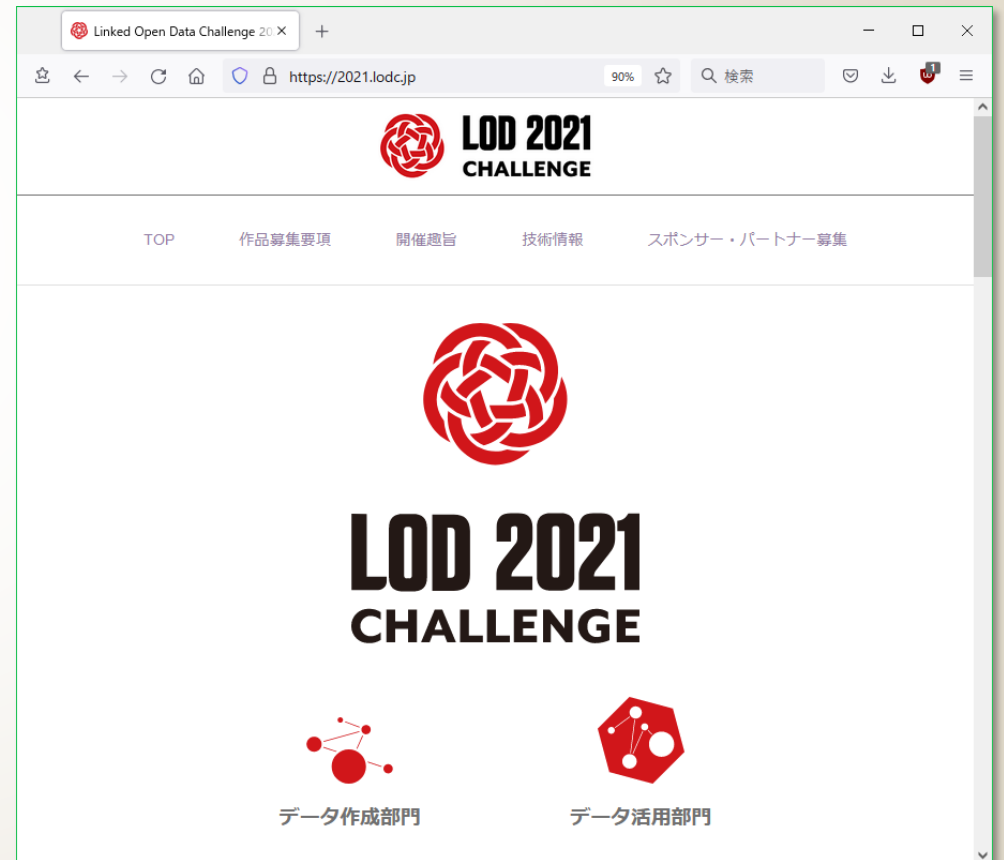 Linked Open Data Challenge 20
https://2021.lodc.jp
90%
検索
1
LOD 2021
CHALLENGE
TOP 作品募集要項 開催趣旨 技術情報 スポンサー・パートナー募集
LOD 2021
CHALLENGE
データ作成部門 データ活用部門